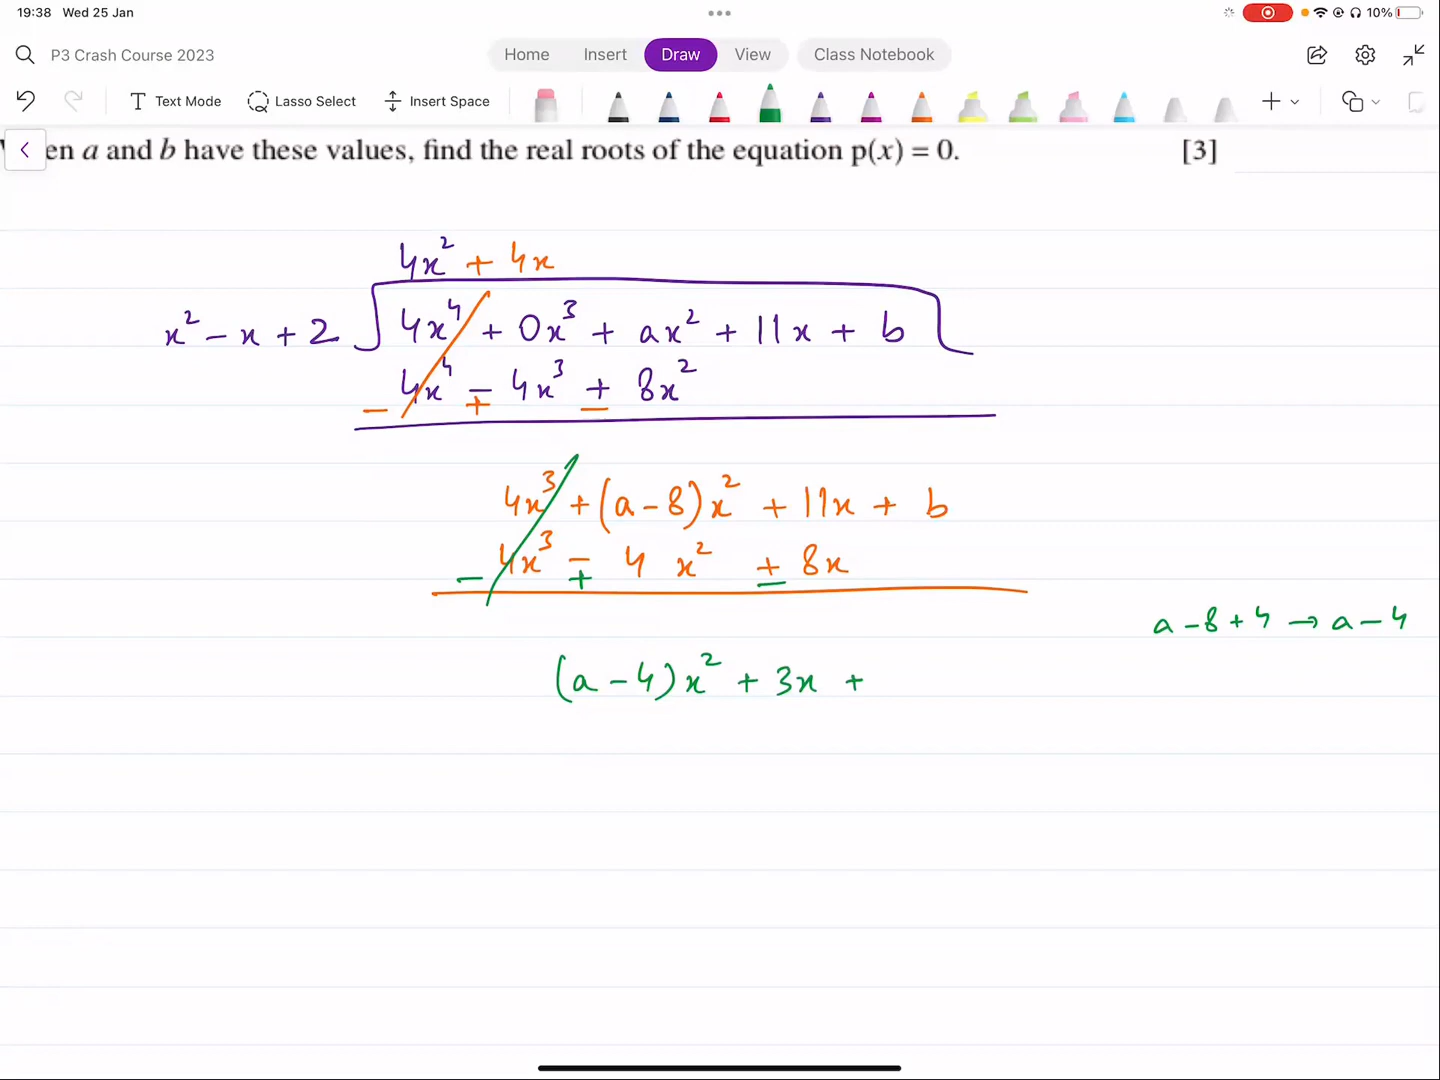 19:38 Wed 25 Jan
10%
P3 Crash Course 2023
Home Insert Draw View Class Notebook
Text Mode Lasso Select Insert Space
en a and b have these values, find the real roots of the equation p(x) = 0. [3]
4x² + 4x
x² - x + 2 4x⁴ + 0x³ + ax² + 11x + b
4x⁴ - 4x³ + 8x²
- + -
4x³ + (a - 8)x² + 11x + b
4x³ - 4 x² + 8x
- + -
a - 8 + 4 → a - 4
(a - 4)x² + 3x +